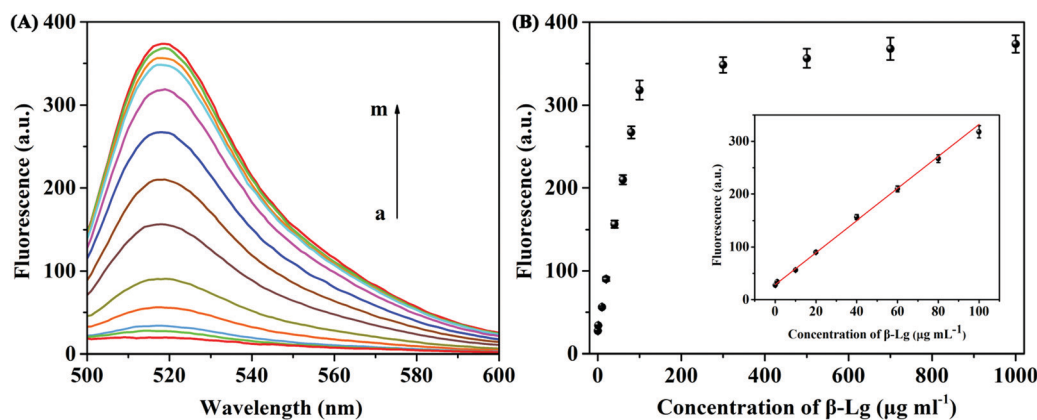 (A)
400
300
200
100
0
Fluorescence (a.u.)
m
a
500 520 540 560 580 600
Wavelength (nm)
(B)
400
300
200
100
0
Fluorescence (a.u.)
0 200 400 600 800 1000
Concentration of β-Lg (μg ml⁻¹)
300
200
100
0
Fluorescence (a.u.)
0 20 40 60 80 100
Concentration of β-Lg (μg mL⁻¹)